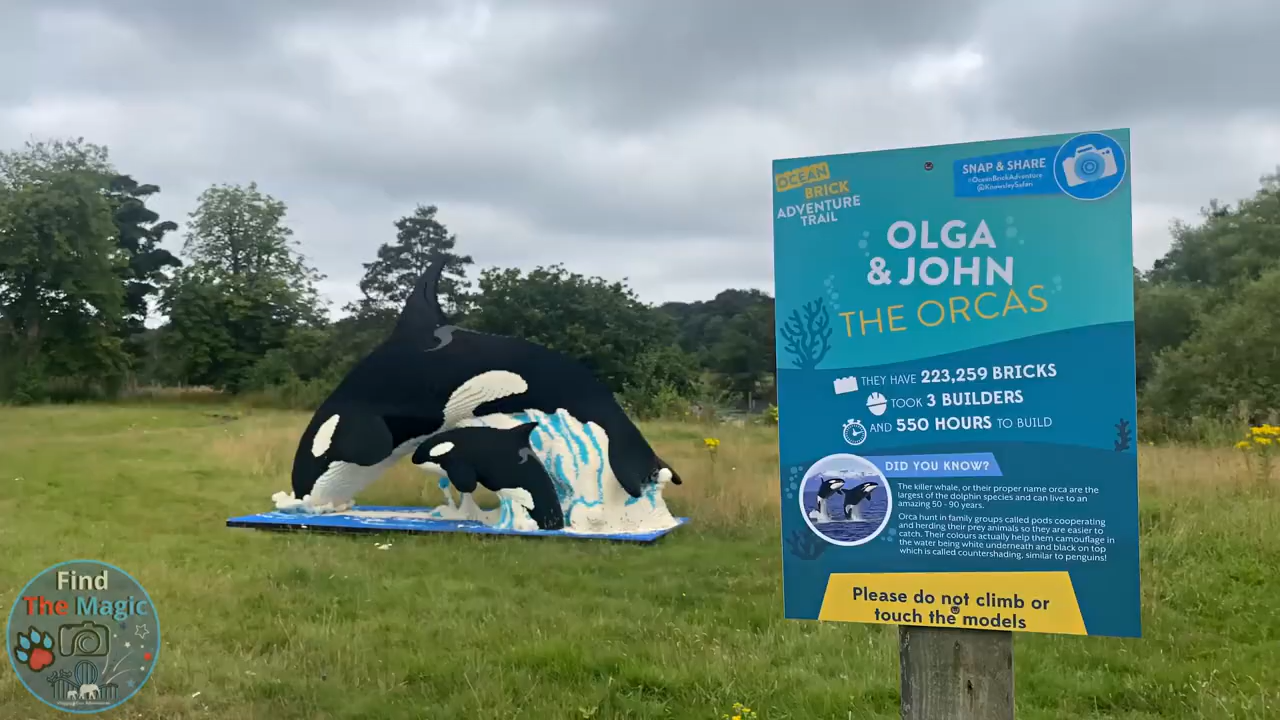 OCEAN
BRICK
ADVENTURE
TRAIL
SNAP & SHARE
#OceanBrickAdventure
@KnowsleySafari
OLGA
& JOHN
THE ORCAS
THEY HAVE 223,259 BRICKS
TOOK 3 BUILDERS
AND 550 HOURS TO BUILD
DID YOU KNOW?
The killer whale, or their proper name orca are the
largest of the dolphin species and can live to an
amazing 50 - 90 years.
Orca hunt in family groups called pods cooperating
and herding their prey animals so they are easier to
catch. Their colours actually help them camouflage in
the water being white underneath and black on top
which is called countershading, similar to penguins!
Please do not climb or
touch the models
Find
The Magic